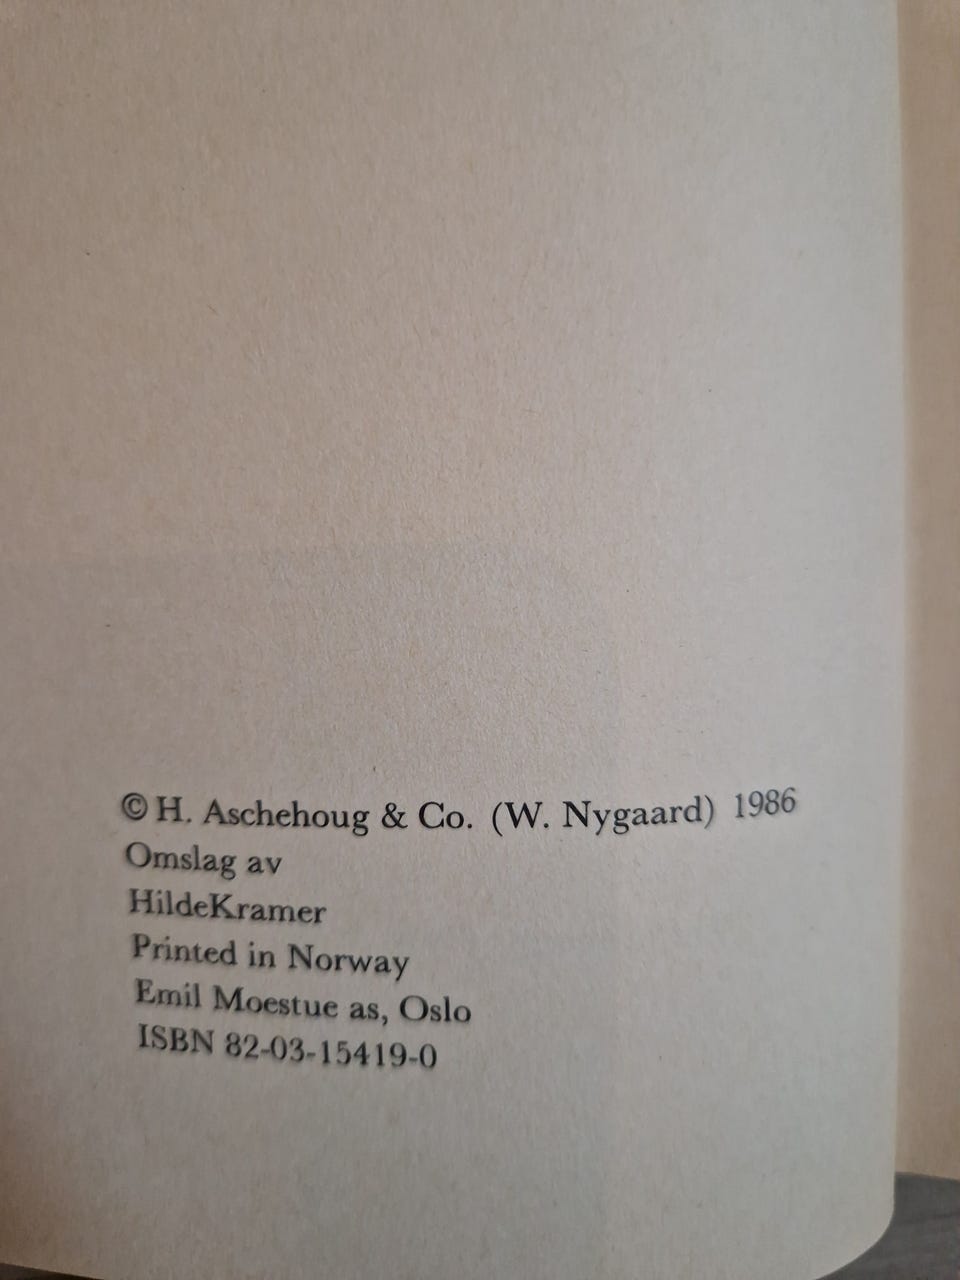 © H. Aschehoug & Co. (W. Nygaard) 1986
Omslag av
HildeKramer
Printed in Norway
Emil Moestue as, Oslo
ISBN 82-03-15419-0